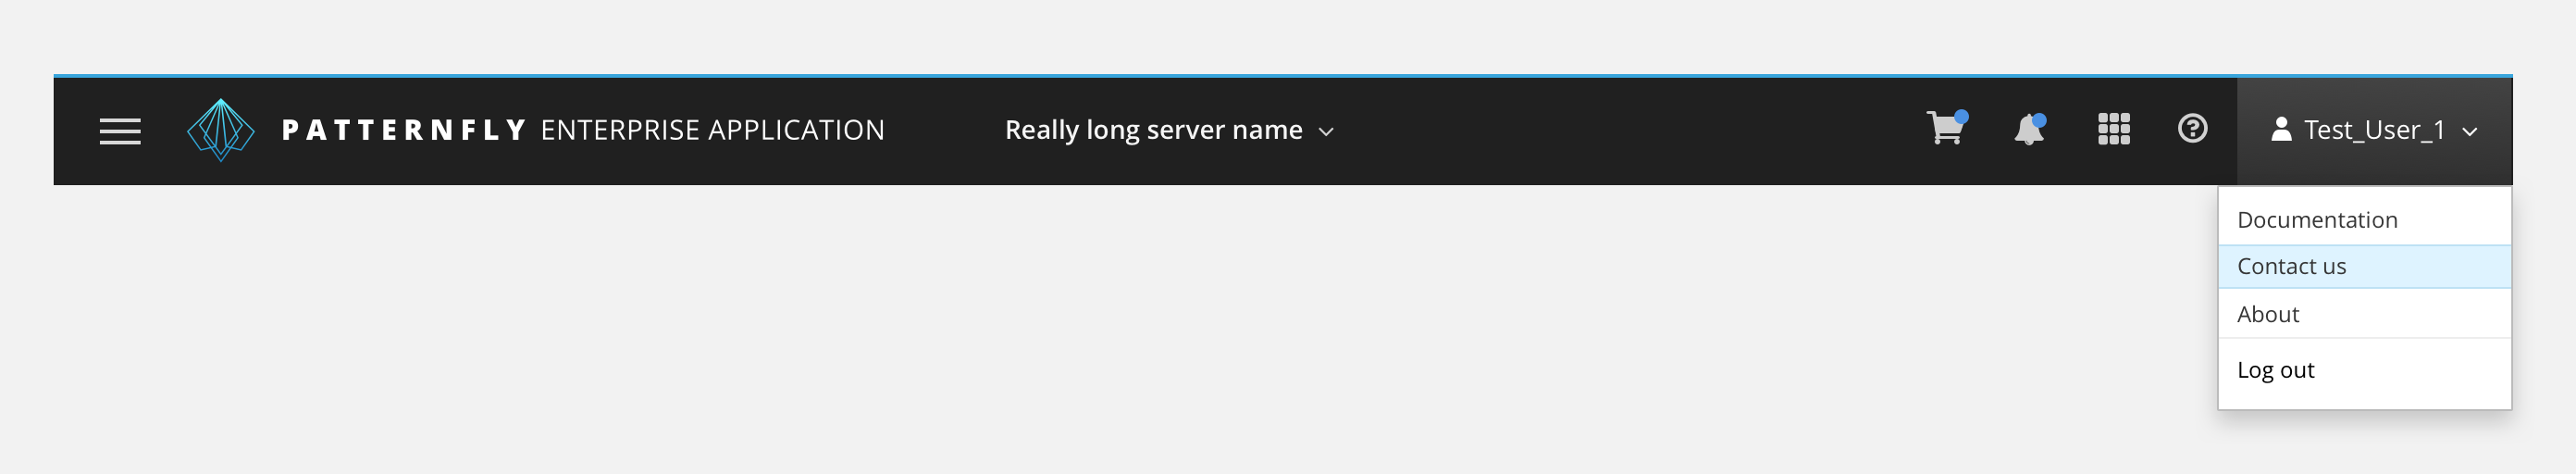 PATTERNFLY ENTERPRISE APPLICATION
Really long server name
Test_User_1
Documentation
Contact us
About
Log out